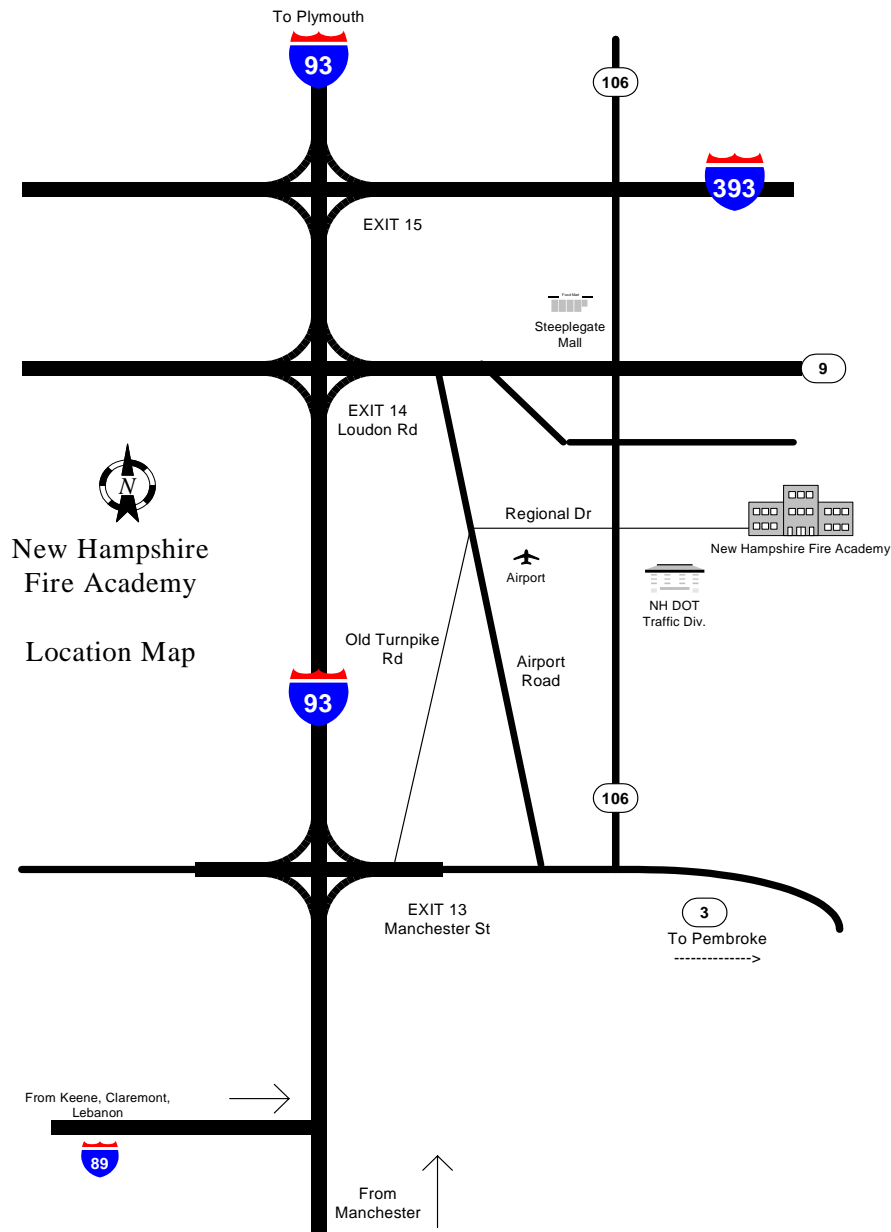 To Plymouth
93
106
393
EXIT 15
Food Mart
Steeplegate
Mall
9
EXIT 14
Loudon Rd
N
New Hampshire
Fire Academy
Location Map
Regional Dr
New Hampshire Fire Academy
Airport
NH DOT
Traffic Div.
Old Turnpike
Rd
Airport
Road
93
106
EXIT 13
Manchester St
3
To Pembroke
-------------->
From Keene, Claremont,
Lebanon
89
From
Manchester